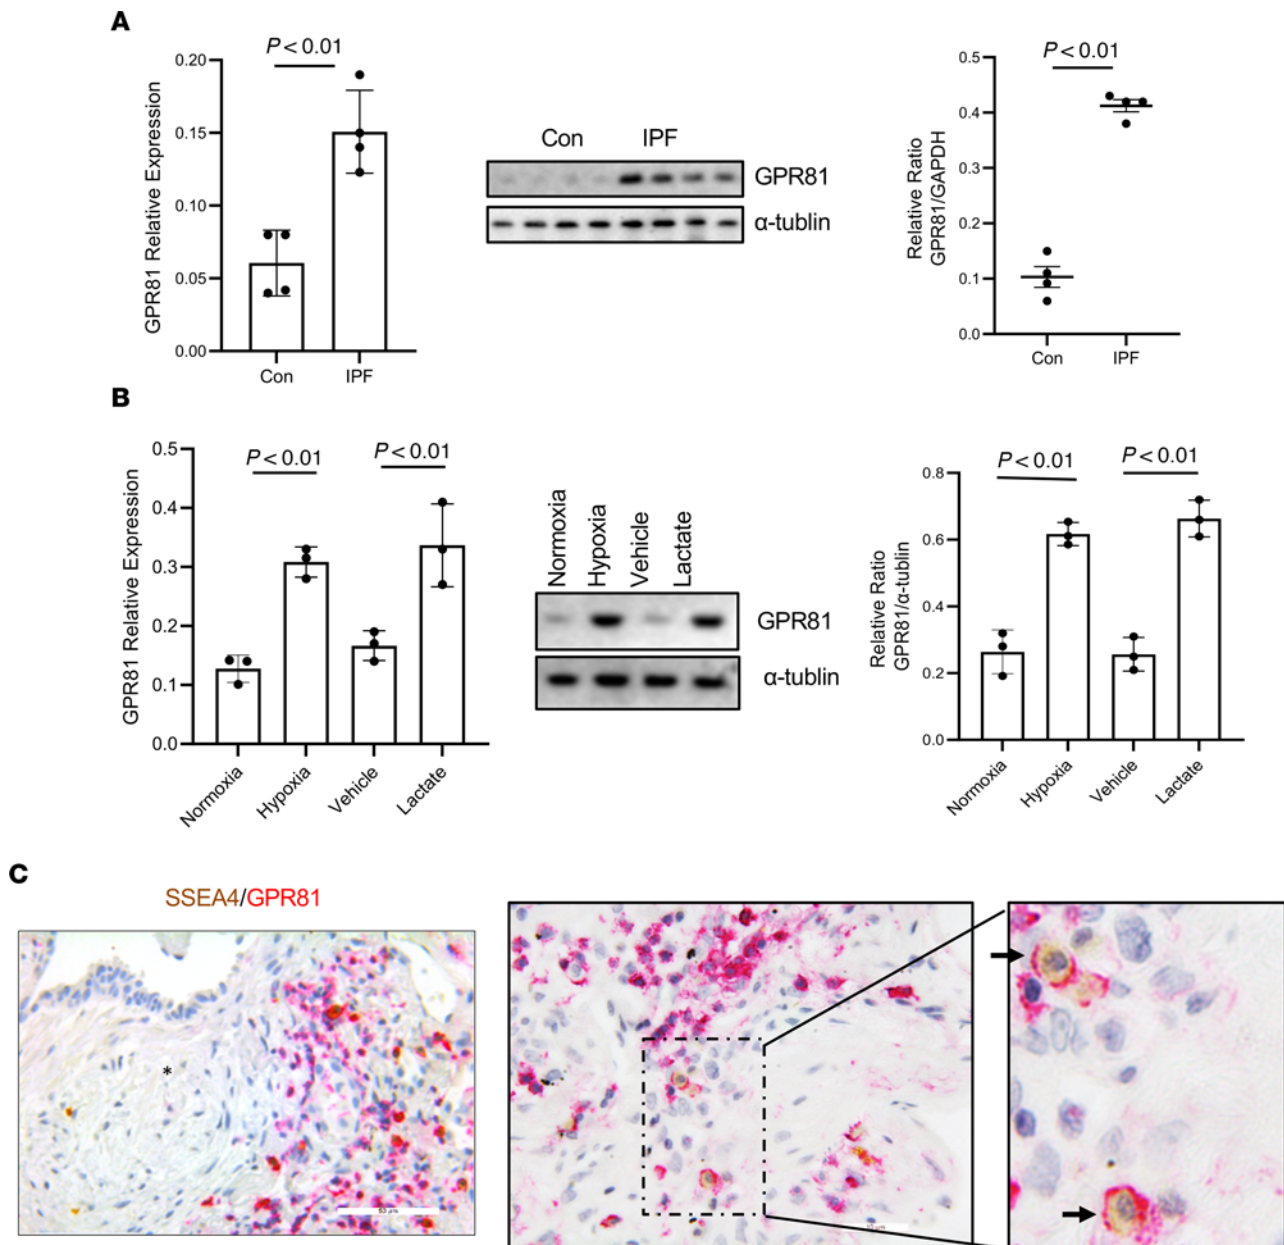 A
P < 0.01
GPR81 Relative Expression
0.20
0.15
0.10
0.05
0.00
Con
IPF
Con IPF
GPR81
α-tublin
P < 0.01
Relative Ratio
GPR81/GAPDH
0.5
0.4
0.3
0.2
0.1
0.0
Con
IPF
B
P < 0.01
P < 0.01
GPR81 Relative Expression
0.5
0.4
0.3
0.2
0.1
0.0
Normoxia
Hypoxia
Vehicle
Lactate
Normoxia
Hypoxia
Vehicle
Lactate
GPR81
α-tublin
P < 0.01
P < 0.01
Relative Ratio
GPR81/α-tublin
0.8
0.6
0.4
0.2
0.0
Normoxia
Hypoxia
Vehicle
Lactate
C
SSEA4/GPR81
*